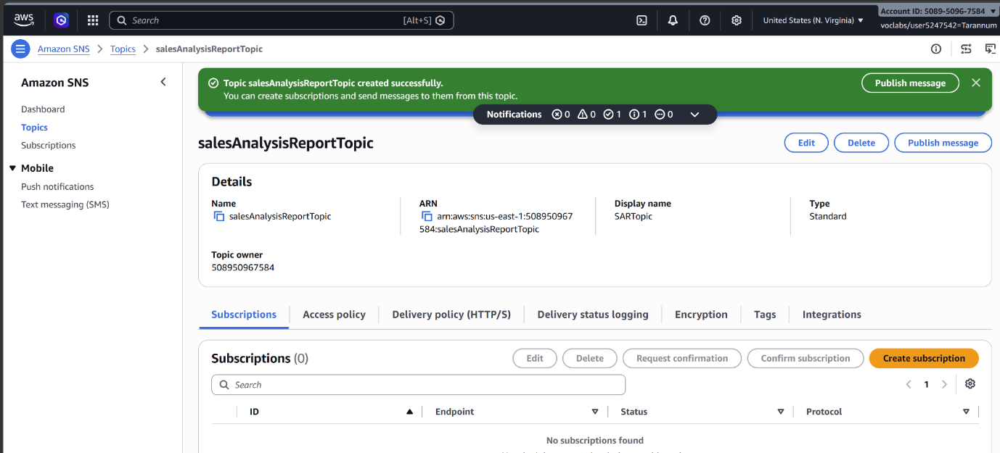 aws
Search [Alt+S]
United States (N. Virginia) ▼
Account ID: 5089-5096-7584 ▼
voclabs/user5247542=Tarannum
Amazon SNS > Topics > salesAnalysisReportTopic
Amazon SNS
Dashboard
Topics
Subscriptions
Mobile
Push notifications
Text messaging (SMS)
Topic salesAnalysisReportTopic created successfully.
You can create subscriptions and send messages to them from this topic.
Publish message
Notifications 0 0 1 1 0
salesAnalysisReportTopic
Edit Delete Publish message
Details
Name
salesAnalysisReportTopic
ARN
arn:aws:sns:us-east-1:508950967
584:salesAnalysisReportTopic
Display name
SARTopic
Type
Standard
Topic owner
508950967584
Subscriptions Access policy Delivery policy (HTTP/S) Delivery status logging Encryption Tags Integrations
Subscriptions (0)
Edit Delete Request confirmation Confirm subscription Create subscription
Search
1
ID Endpoint Status Protocol
No subscriptions found